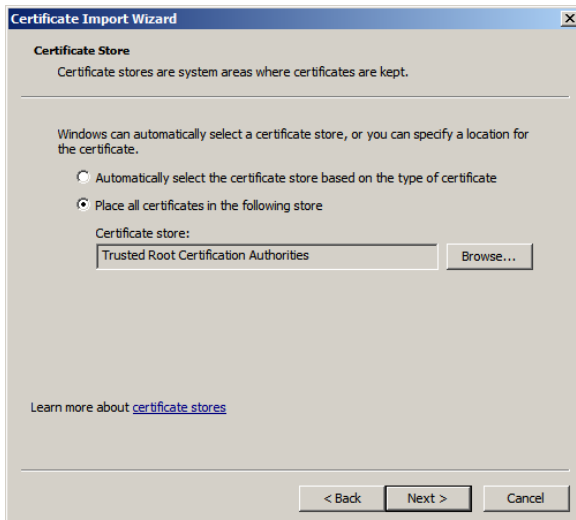 Certificate Import Wizard
Certificate Store
Certificate stores are system areas where certificates are kept.
Windows can automatically select a certificate store, or you can specify a location for
the certificate.
Automatically select the certificate store based on the type of certificate
Place all certificates in the following store
Certificate store:
Trusted Root Certification Authorities
Browse...
Learn more about certificate stores
< Back
Next >
Cancel